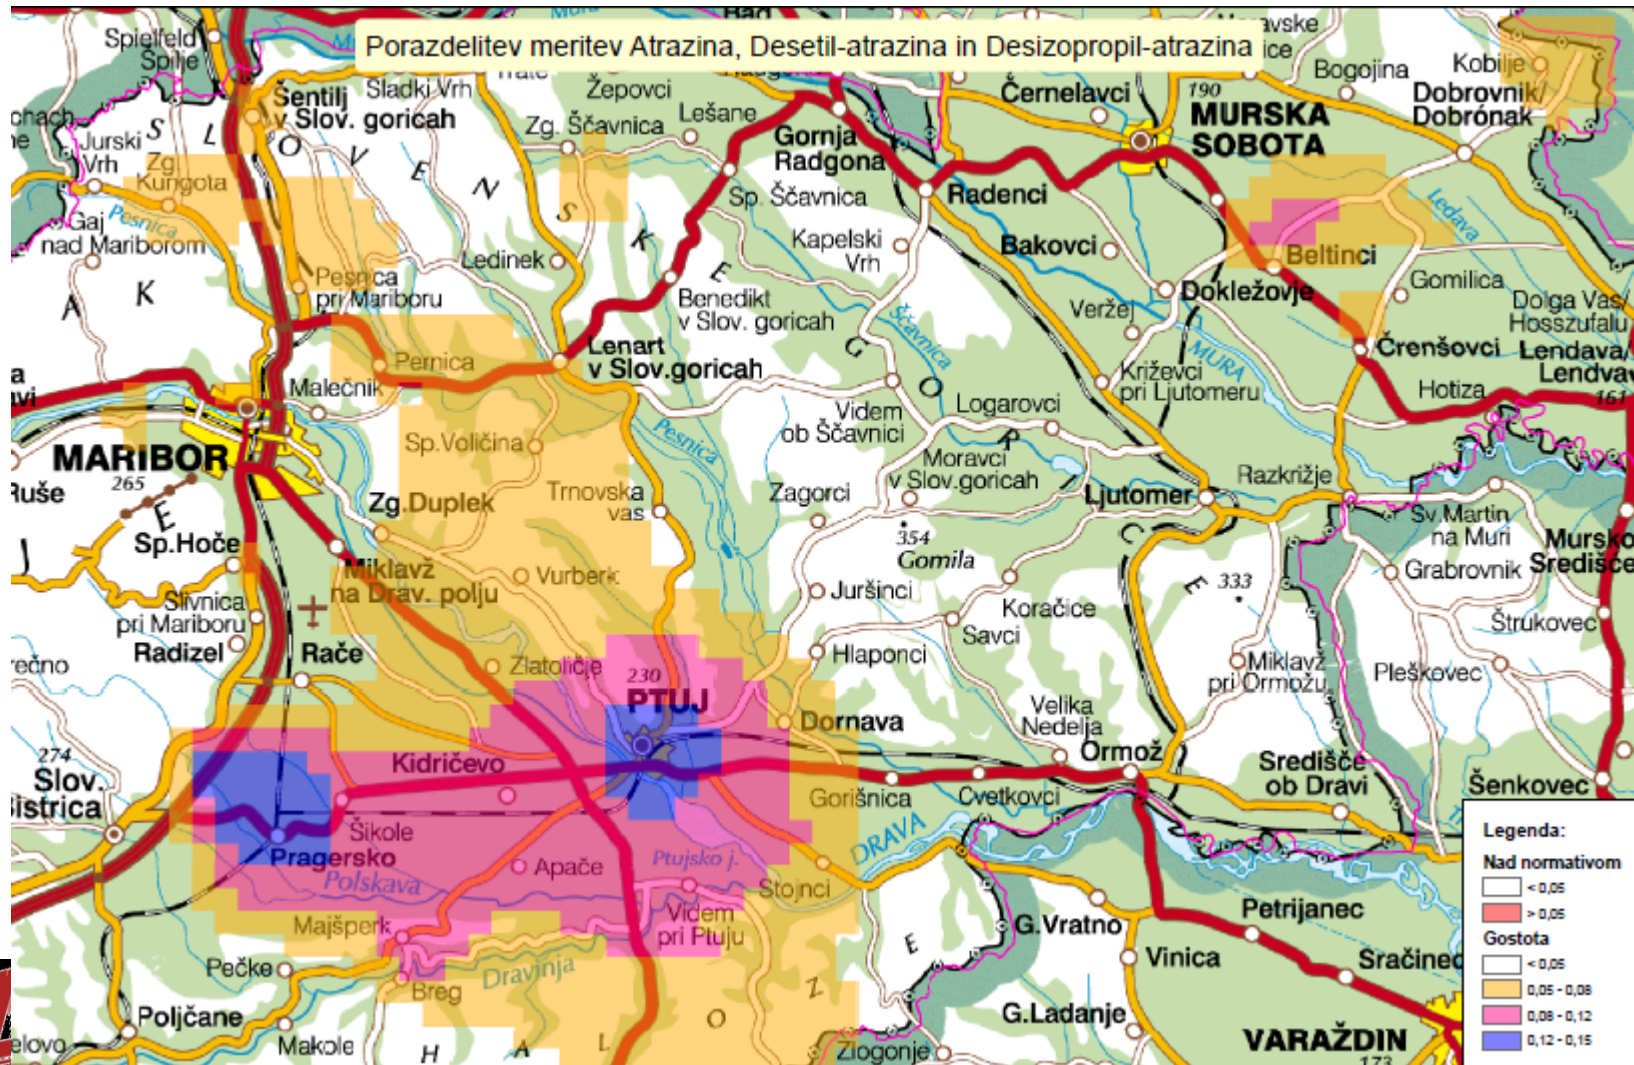 Porazdelitev meritev Atrazina, Desetil-atrazina in Desizopropil-atrazina
Spielfeld
Spilje
Sladki Vrh
Šentilj
v Slov. goricah
Žepovci
Lešane
Zg. Ščavnica
Gornja
Radgona
Sp. Ščavnica
Radenci
Černelavci
190
MURSKA
SOBOTA
Bogojina
Kobilje
Dobrovnik/
Dobrónak
Jurski
Vrh
Zg.
Kungota
Pesnica
Gaj
nad Mariborom
S L O V E N S K E
G O R I C E
Ledinek
Kapelski
Vrh
Bakovci
Beltinci
Ledava
Gomilica
Pesnica
pri Mariboru
Benedikt
v Slov. goricah
Ščavnica
Veržej
Dokležovje
Dolga Vas/
Hosszufalu
MURA
Črenšovci
Lendava/
Pernica
Lenart
v Slov.goricah
Malečnik
Križevci
pri Ljutomeru
Hotiza
161
Videm
ob Ščavnici
Logarovci
Sp.Voličina
Pesnica
MARIBOR
265
Ruše
Moravci
v Slov.goricah
Razkrižje
Zg.Duplek
Trnovska
vas
Zagorci
Ljutomer
354
Gomila
Sv.Martin
na Muri
Mursko
Središće
Sp.Hoče
Miklavž
na Drav. polju
Vurberk
Juršinci
333
Grabrovnik
Slivnica
pri Mariboru
Koračice
Savci
Štrukovec
Radizel
Rače
Zlatoličje
230
PTUJ
Hlaponci
Miklavž
pri Ormožu
Pleškovec
Dornava
Velika
Nedelja
Ormož
274
Slov.
Kidričevo
Središče
ob Dravi
Šenkovec
Gorišnica
Cvetkovci
Šikole
Pragersko
Polskava
Apače
Ptujsko j.
DRAVA
Stojnci
Majšperk
Videm
pri Ptuju
G.Vratno
Petrijanec
Pečke
Breg
Dravinja
Vinica
Poljčane
Makole
H A L O Z E
G.Ladanje
Zlogonje
VARAŽDIN
173
Legenda:
Nad normativom
< 0,05
> 0,05
Gostota
< 0,05
0,05 - 0,08
0,08 - 0,12
0,12 - 0,15